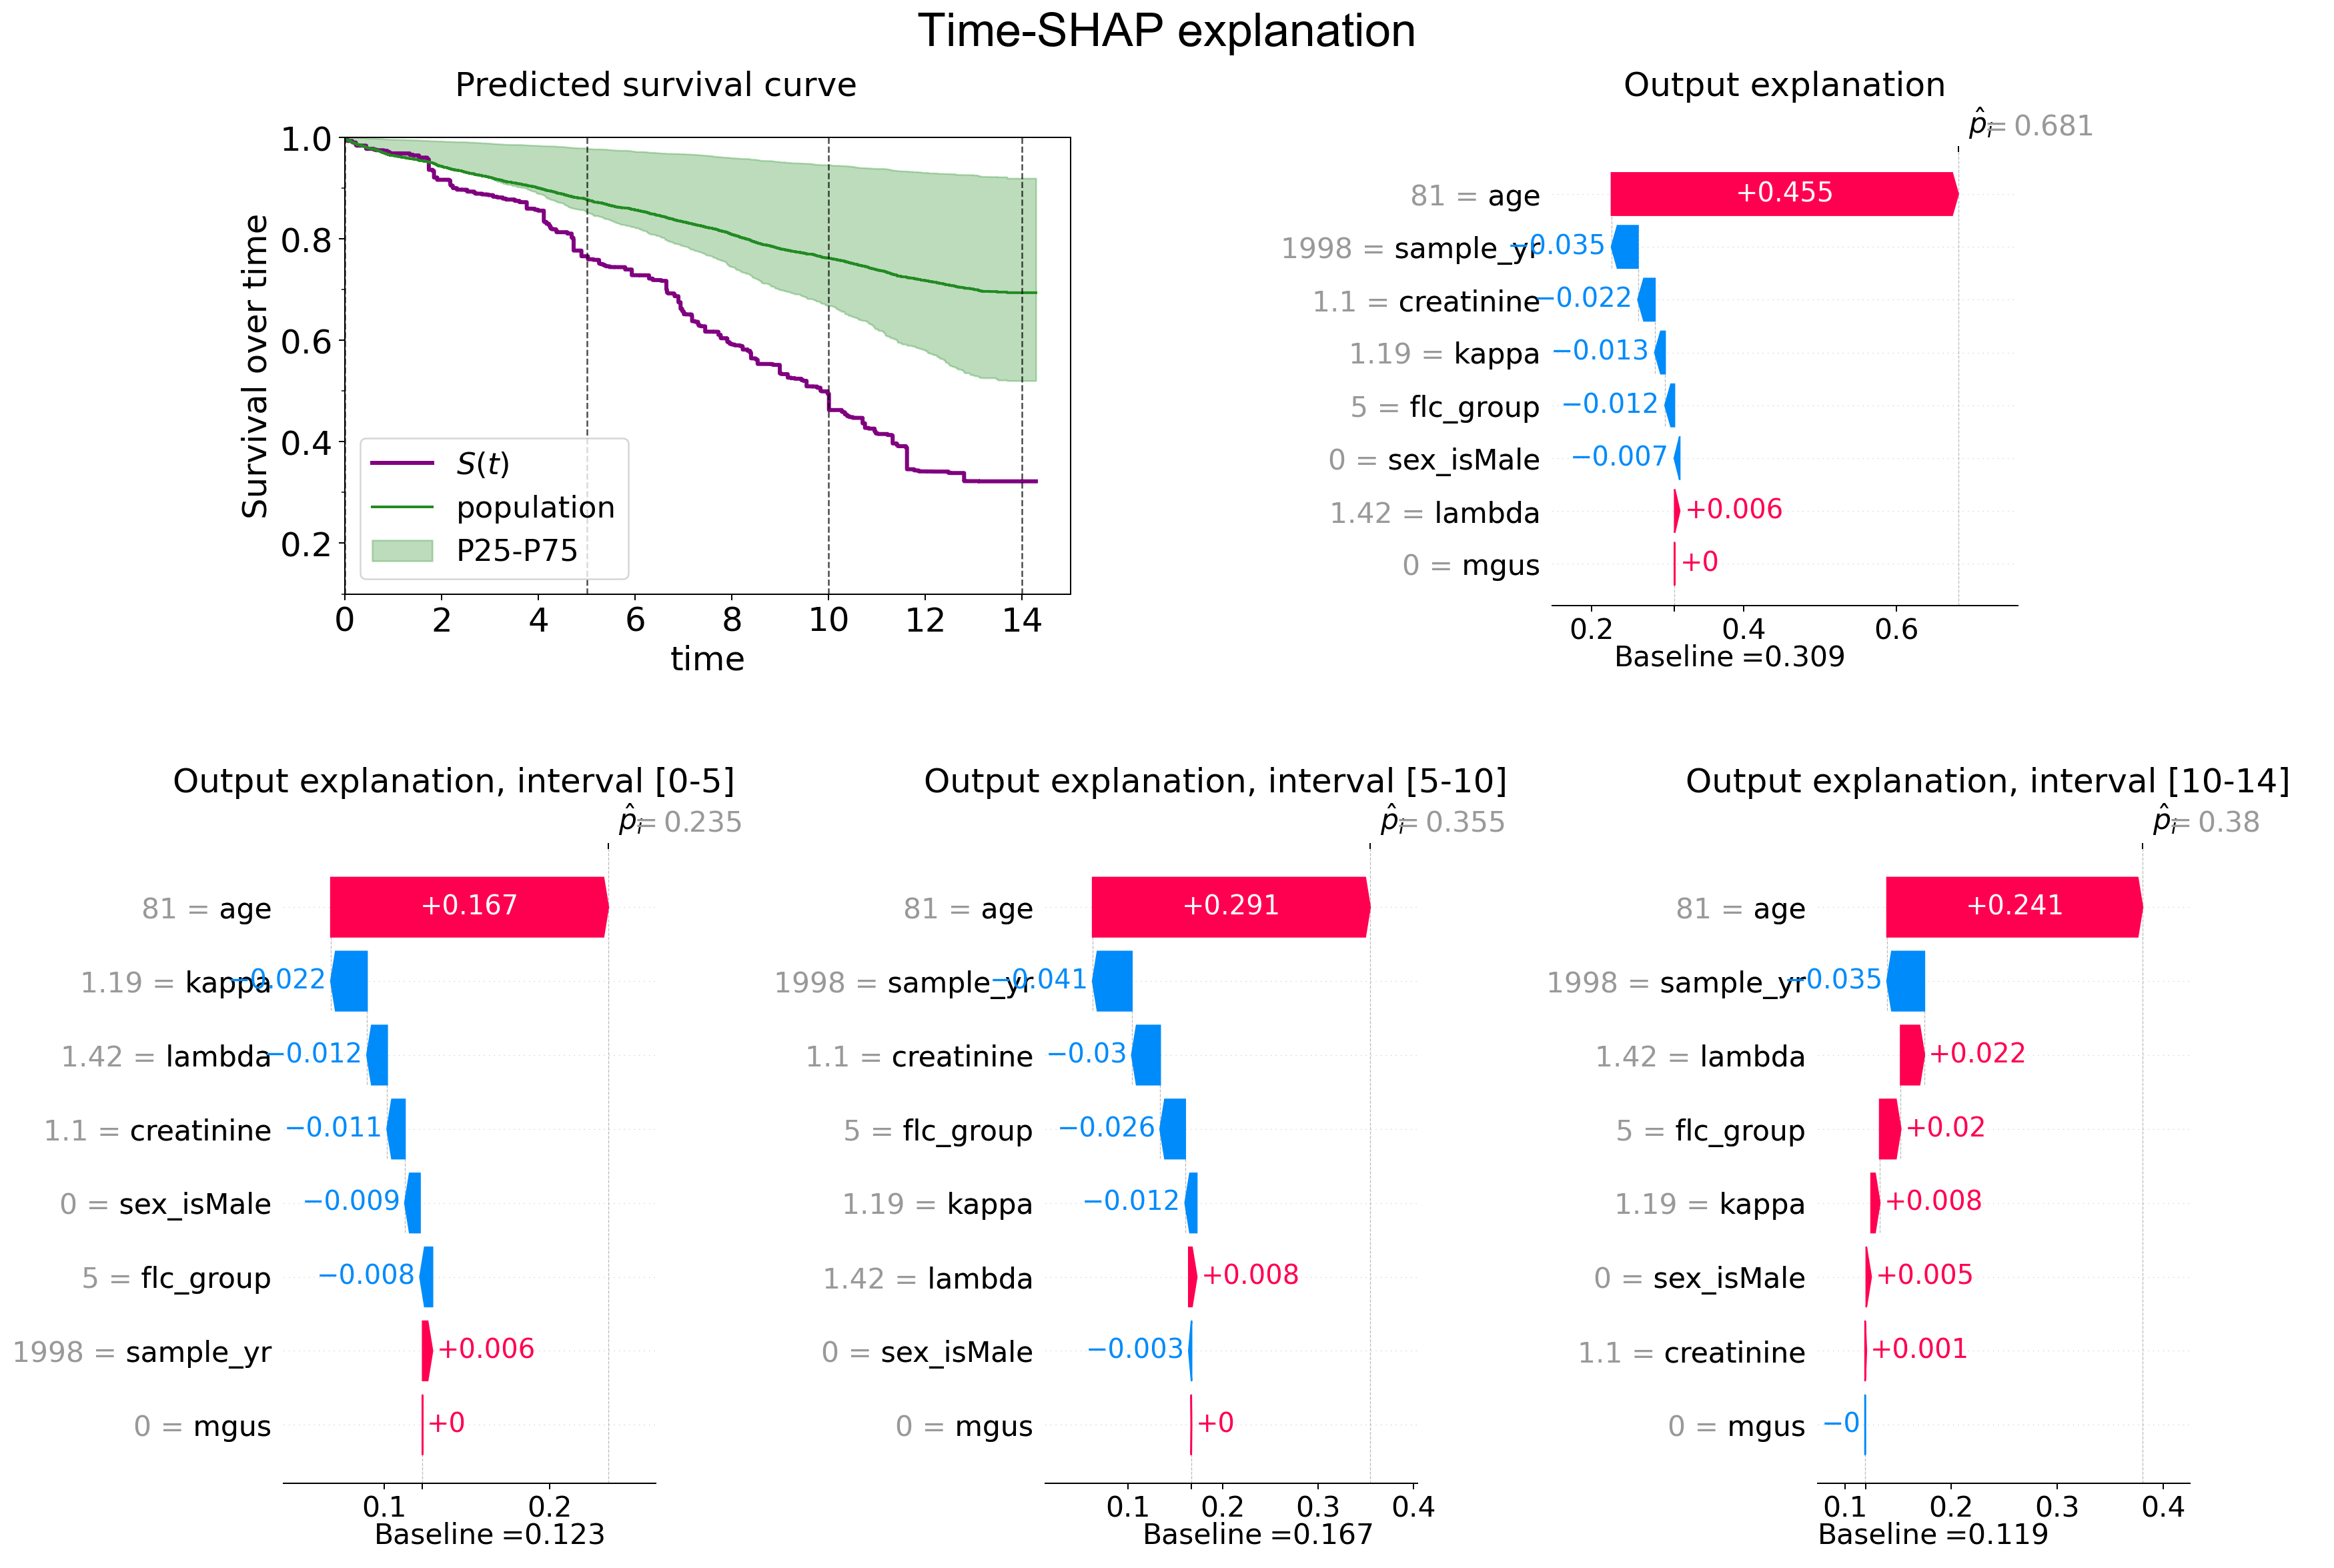 Time-SHAP explanation
Predicted survival curve
Survival over time
1.0
0.8
0.6
0.4
0.2
S(t)
population
P25-P75
0 2 4 6 8 10 12 14
time
Output explanation
p̂i = 0.681
81 = age +0.455
1998 = sample_yr −0.035
1.1 = creatinine −0.022
1.19 = kappa −0.013
5 = flc_group −0.012
0 = sex_isMale −0.007
1.42 = lambda +0.006
0 = mgus +0
0.2 0.4 0.6
Baseline =0.309
Output explanation, interval [0-5]
p̂i = 0.235
81 = age +0.167
1.19 = kappa −0.022
1.42 = lambda −0.012
1.1 = creatinine −0.011
0 = sex_isMale −0.009
5 = flc_group −0.008
1998 = sample_yr +0.006
0 = mgus +0
0.1 0.2
Baseline =0.123
Output explanation, interval [5-10]
p̂i = 0.355
81 = age +0.291
1998 = sample_yr −0.041
1.1 = creatinine −0.03
5 = flc_group −0.026
1.19 = kappa −0.012
1.42 = lambda +0.008
0 = sex_isMale −0.003
0 = mgus +0
0.1 0.2 0.3 0.4
Baseline =0.167
Output explanation, interval [10-14]
p̂i = 0.38
81 = age +0.241
1998 = sample_yr −0.035
1.42 = lambda +0.022
5 = flc_group +0.02
1.19 = kappa +0.008
0 = sex_isMale +0.005
1.1 = creatinine +0.001
0 = mgus −0
0.1 0.2 0.3 0.4
Baseline =0.119